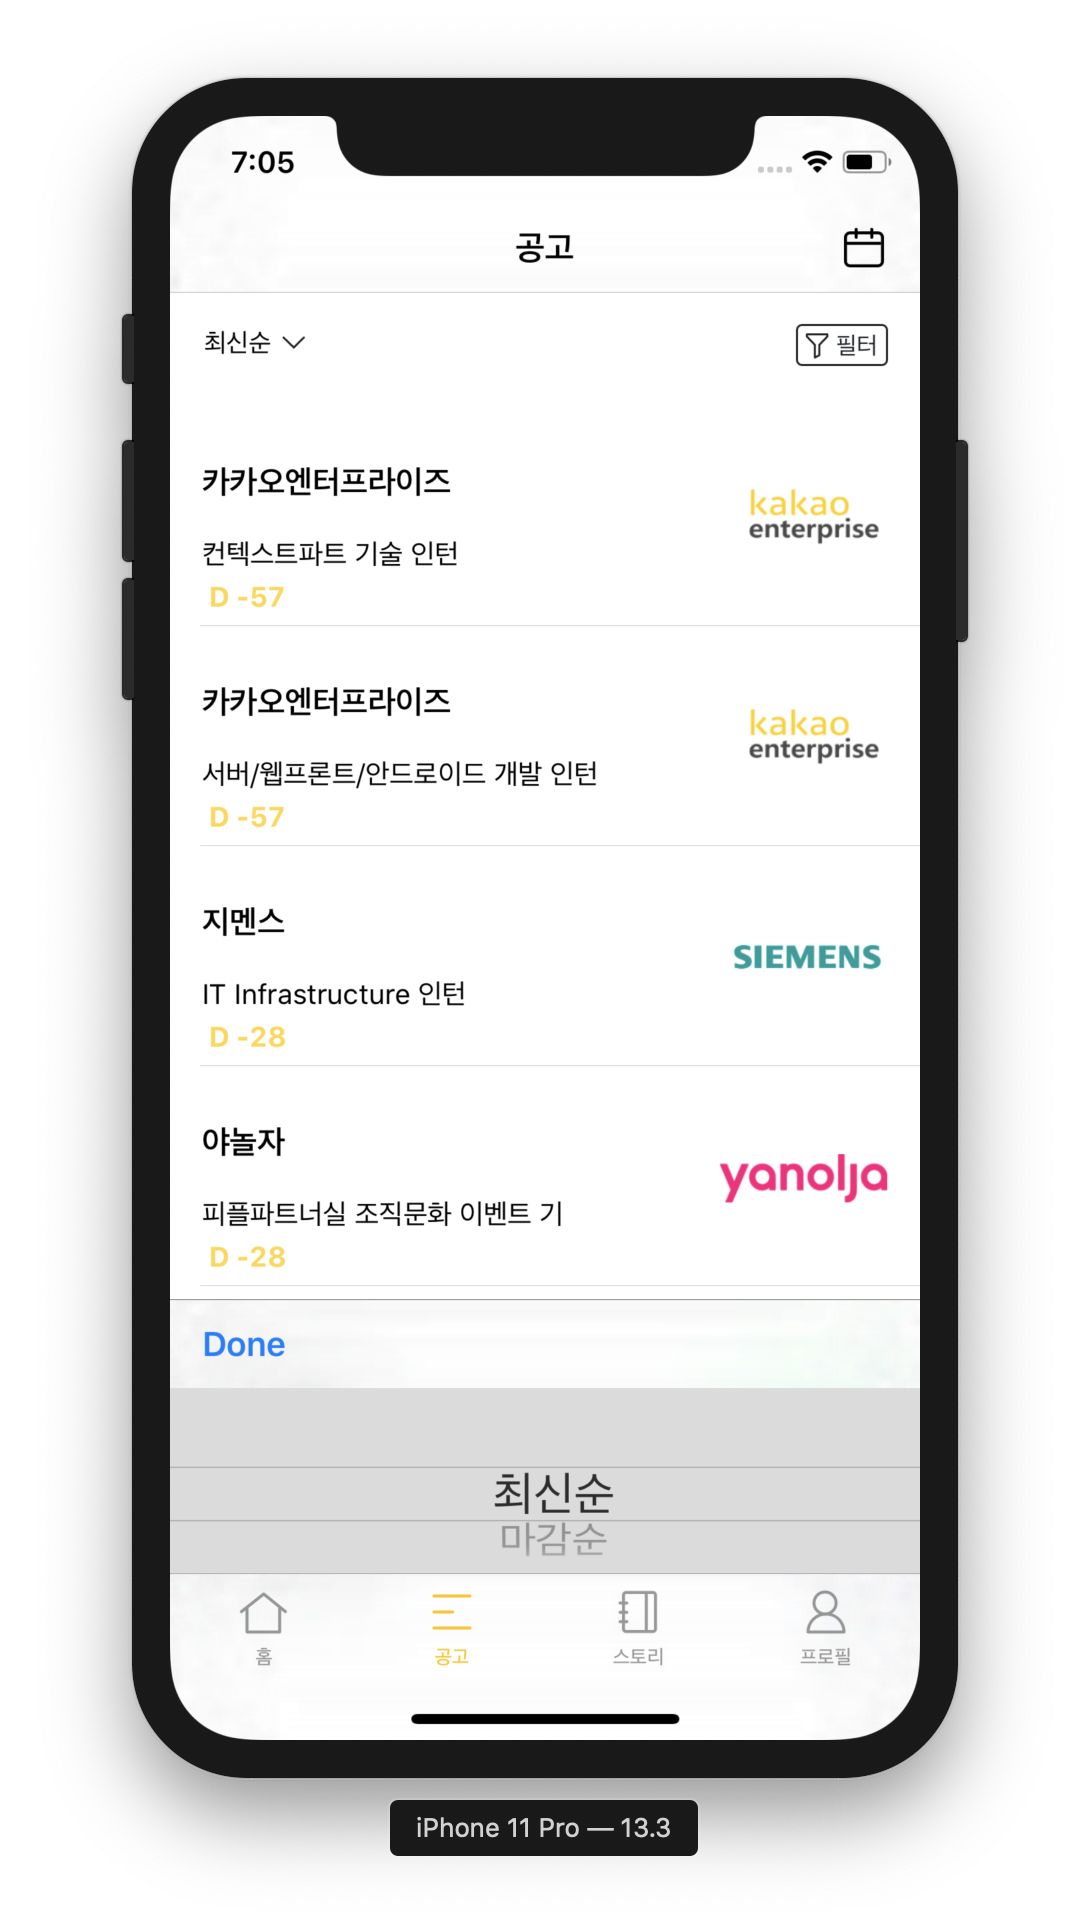 7:05
공고
최신순
필터
카카오엔터프라이즈
kakao
enterprise
컨텍스트파트 기술 인턴
D -57
카카오엔터프라이즈
kakao
enterprise
서버/웹프론트/안드로이드 개발 인턴
D -57
지멘스
SIEMENS
IT Infrastructure 인턴
D -28
야놀자
yanolja
피플파트너실 조직문화 이벤트 기
D -28
Done
최신순
마감순
홈
공고
스토리
프로필
iPhone 11 Pro — 13.3